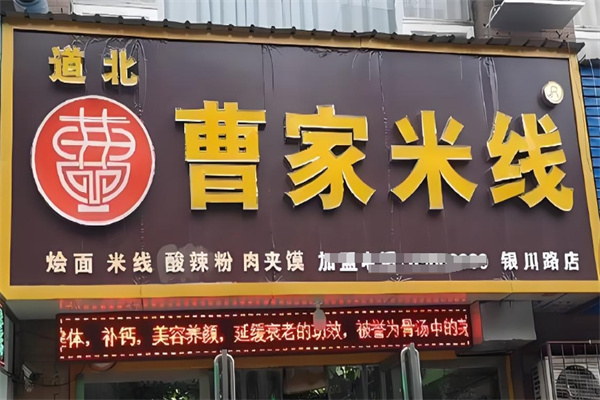 道北
曹家米线
烩面 米线 酸辣粉 肉夹馍 加盟电话 银川路店
体，补钙，美容养颜，延缓衰老的功效，被誉为骨汤中的